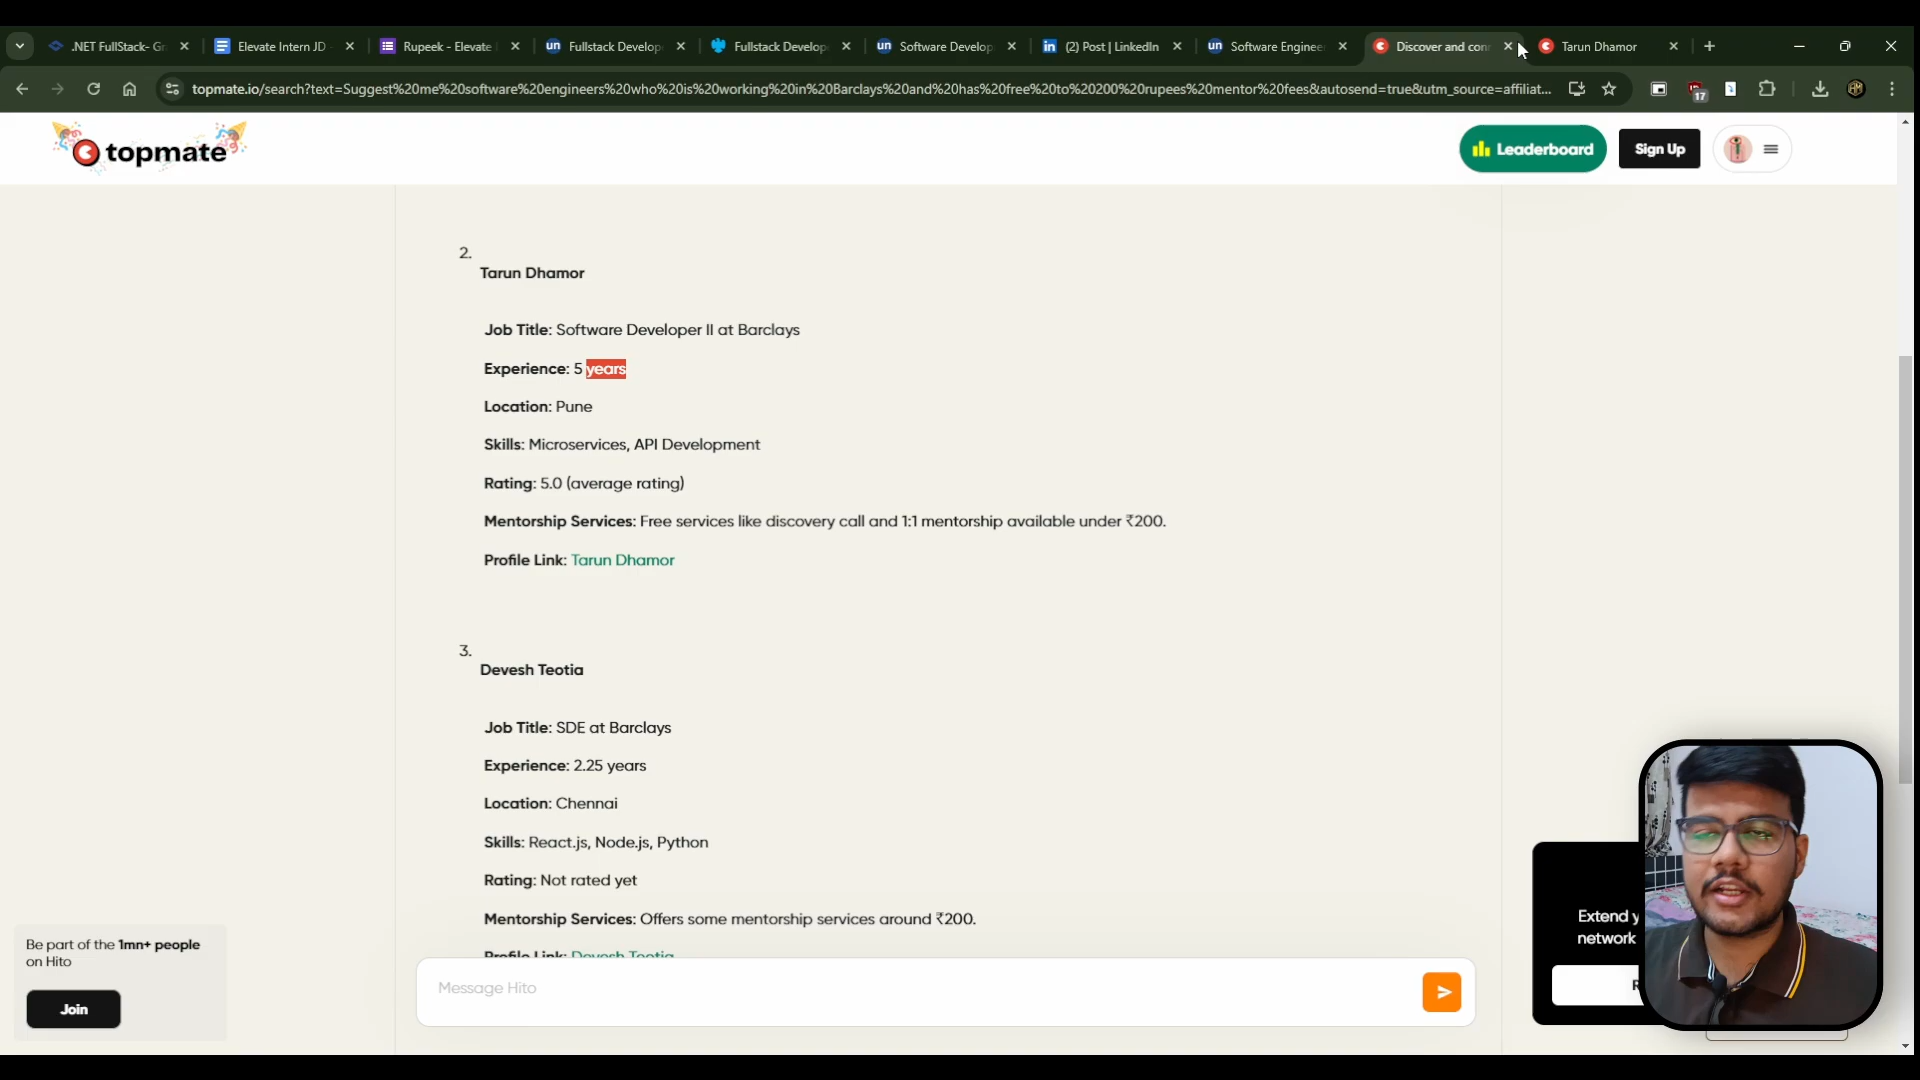 .NET FullStack- Gr
Elevate Intern JD
Rupeek - Elevate
Fullstack Develop
Fullstack Develop
Software Develop
(2) Post | LinkedIn
Software Enginee
Discover and con
Tarun Dhamor
topmate.io/search?text=Suggest%20me%20software%20engineers%20who%20is%20working%20in%20Barclays%20and%20has%20free%20to%20200%20rupees%20mentor%20fees&autosend=true&utm_source=affiliat...
17
topmate
Leaderboard
Sign Up
2.
Tarun Dhamor
Job Title: Software Developer II at Barclays
Experience: 5 years
Location: Pune
Skills: Microservices, API Development
Rating: 5.0 (average rating)
Mentorship Services: Free services like discovery call and 1:1 mentorship available under ₹200.
Profile Link: Tarun Dhamor
3.
Devesh Teotia
Job Title: SDE at Barclays
Experience: 2.25 years
Location: Chennai
Skills: React.js, Node.js, Python
Rating: Not rated yet
Mentorship Services: Offers some mentorship services around ₹200.
Profile Link: Devesh Teotia
Message Hito
Be part of the 1mn+ people
on Hito
Join
Extend y
network